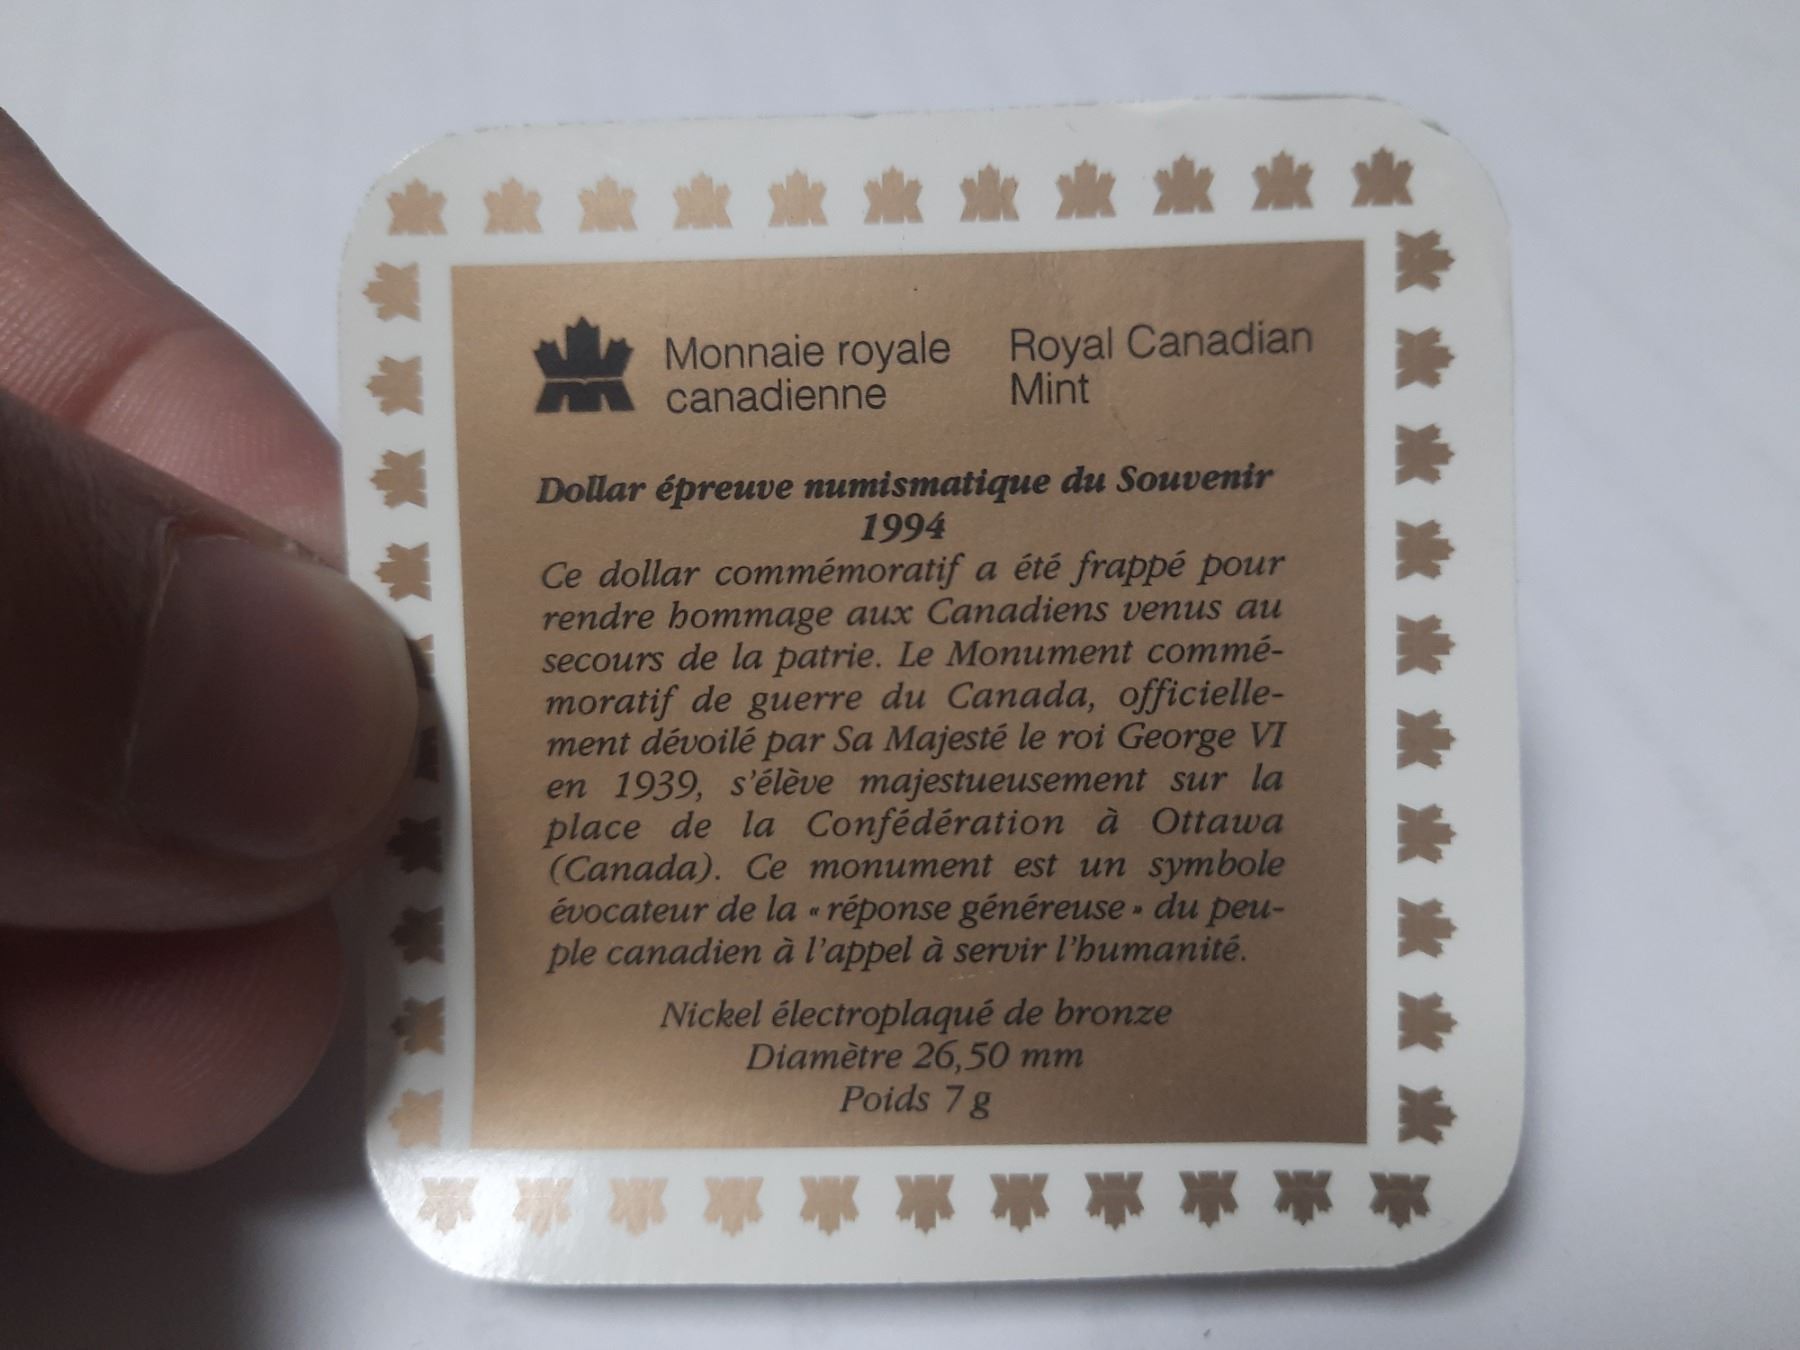 Monnaie royale
canadienne
Royal Canadian
Mint
Dollar épreuve numismatique du Souvenir
1994
Ce dollar commémoratif a été frappé pour
rendre hommage aux Canadiens venus au
secours de la patrie. Le Monument commé-
moratif de guerre du Canada, officielle-
ment dévoilé par Sa Majesté le roi George VI
en 1939, s'élève majestueusement sur la
place de la Confédération à Ottawa
(Canada). Ce monument est un symbole
évocateur de la « réponse généreuse » du peu-
ple canadien à l'appel à servir l'humanité.
Nickel électroplaqué de bronze
Diamètre 26,50 mm
Poids 7 g